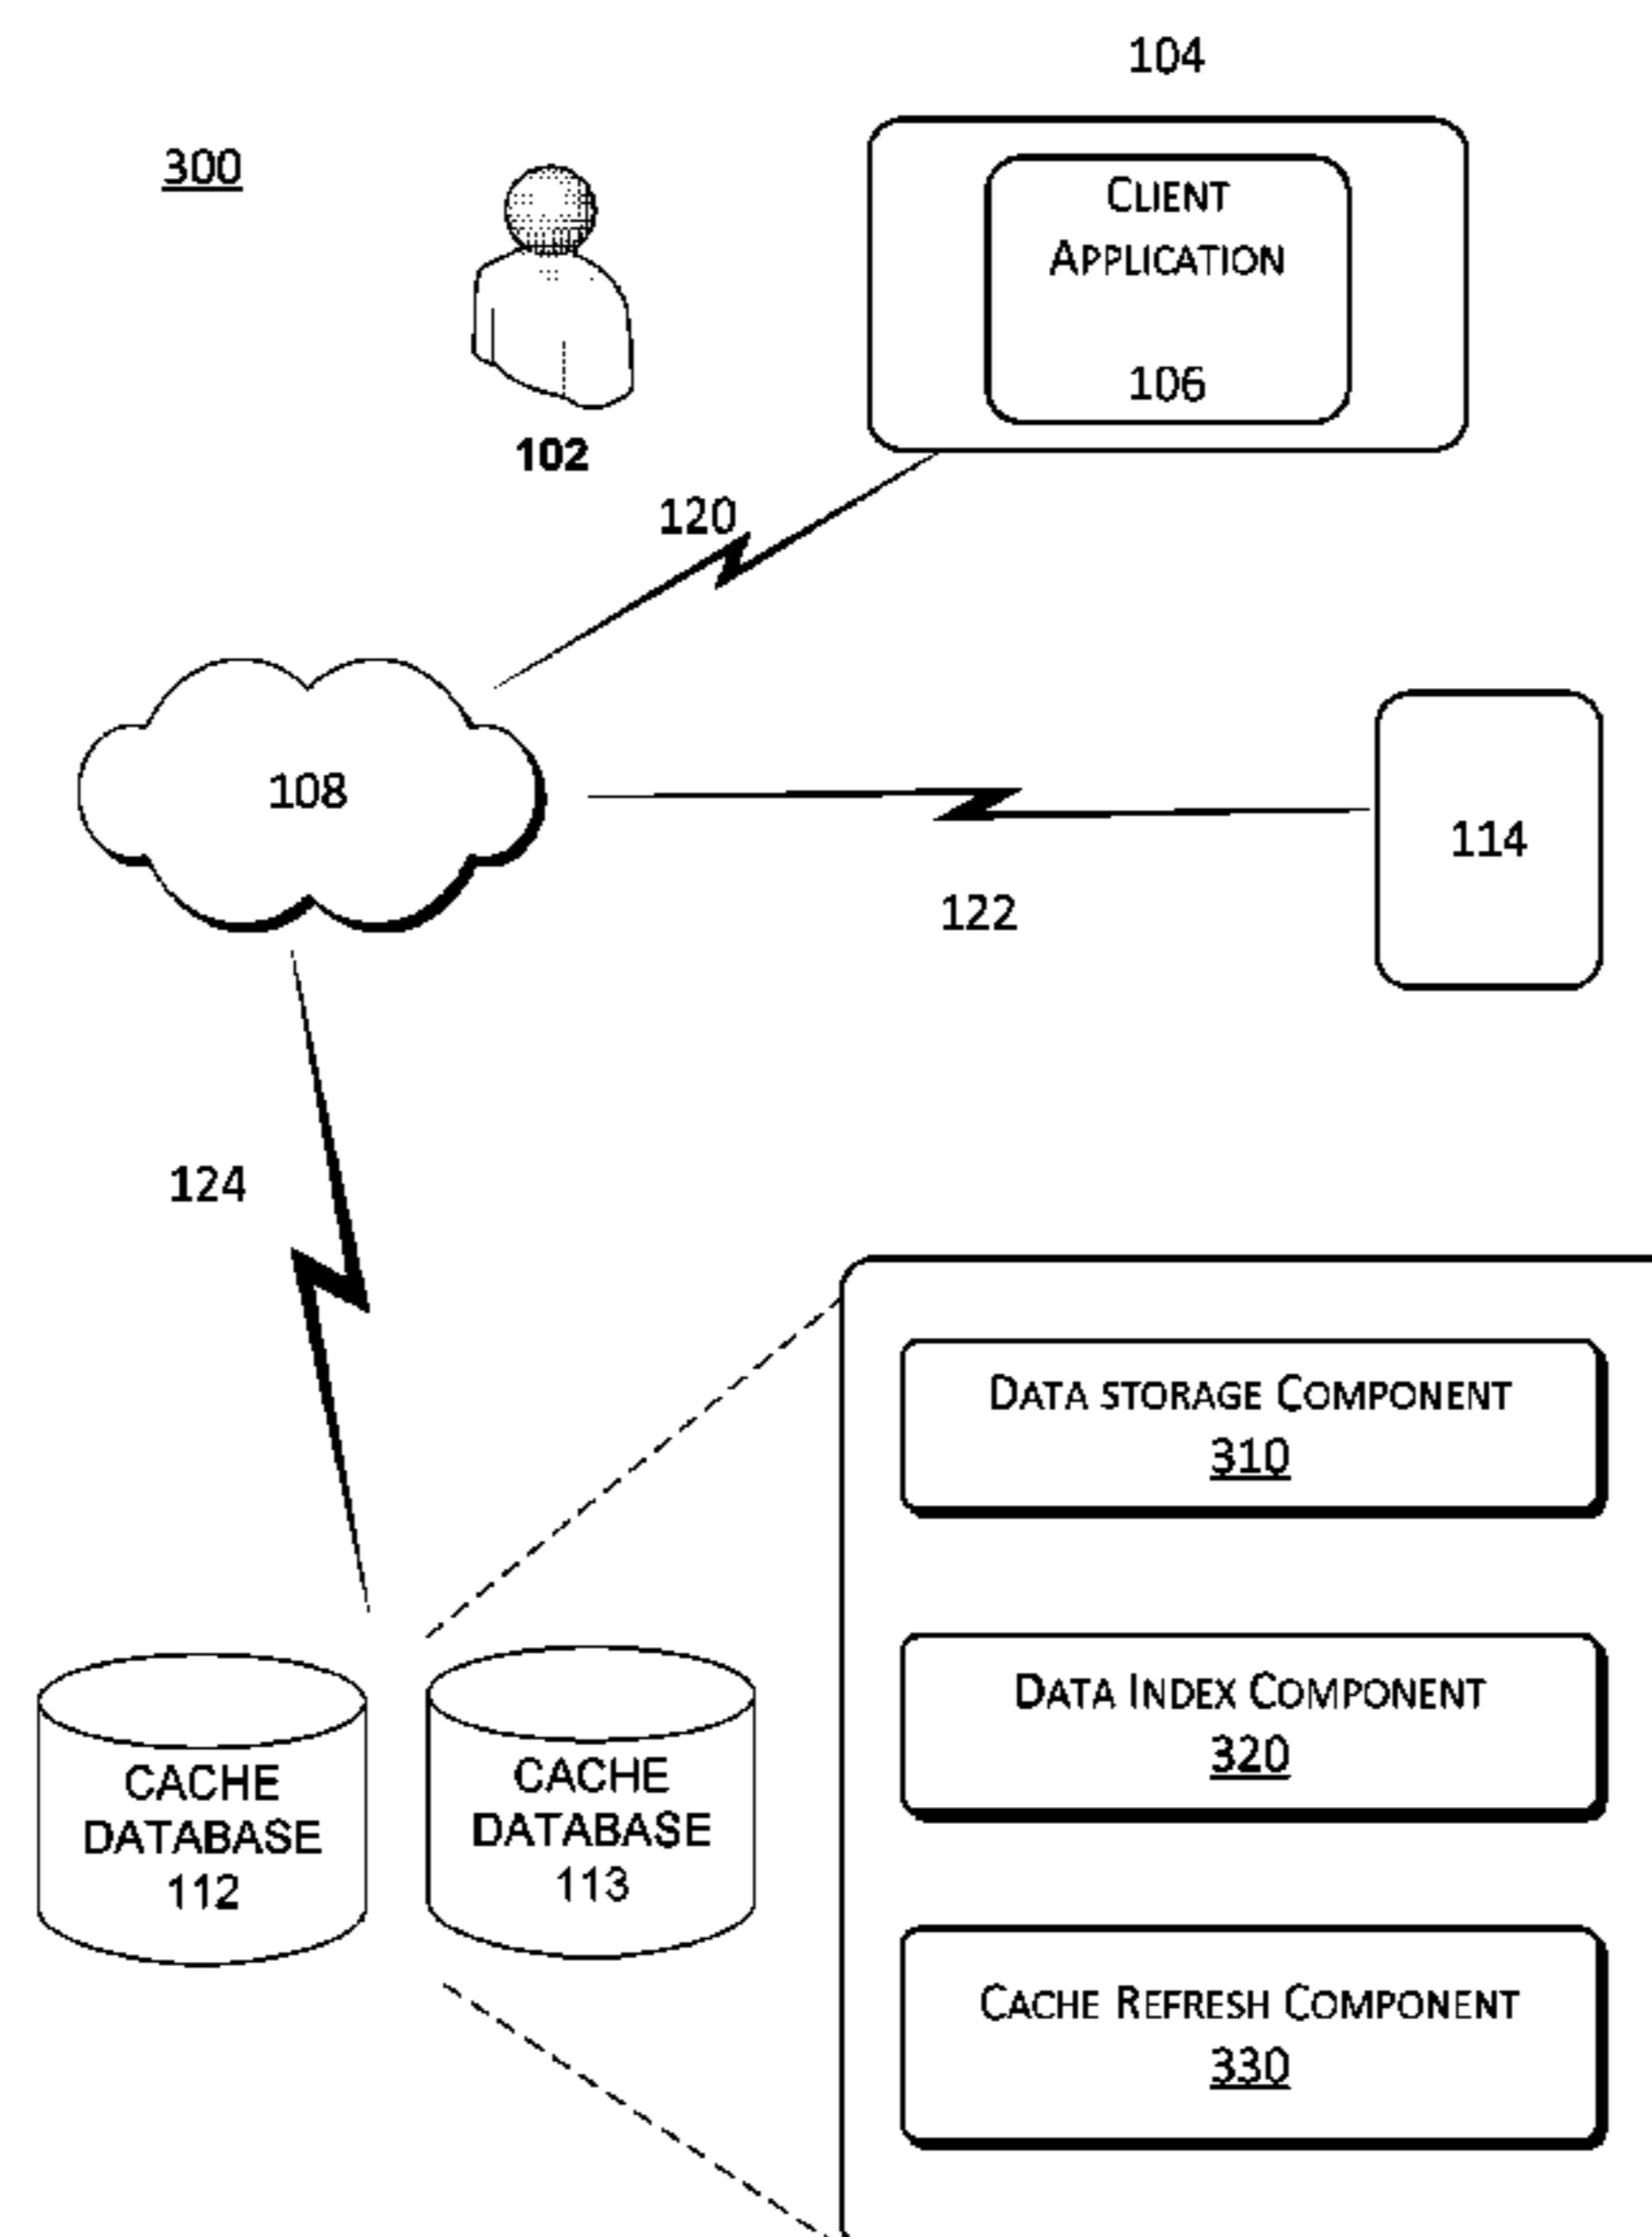 104
300
CLIENT
APPLICATION
106
102
120
108
114
122
124
DATA STORAGE COMPONENT
310
DATA INDEX COMPONENT
320
CACHE
DATABASE
112
CACHE
DATABASE
113
CACHE REFRESH COMPONENT
330